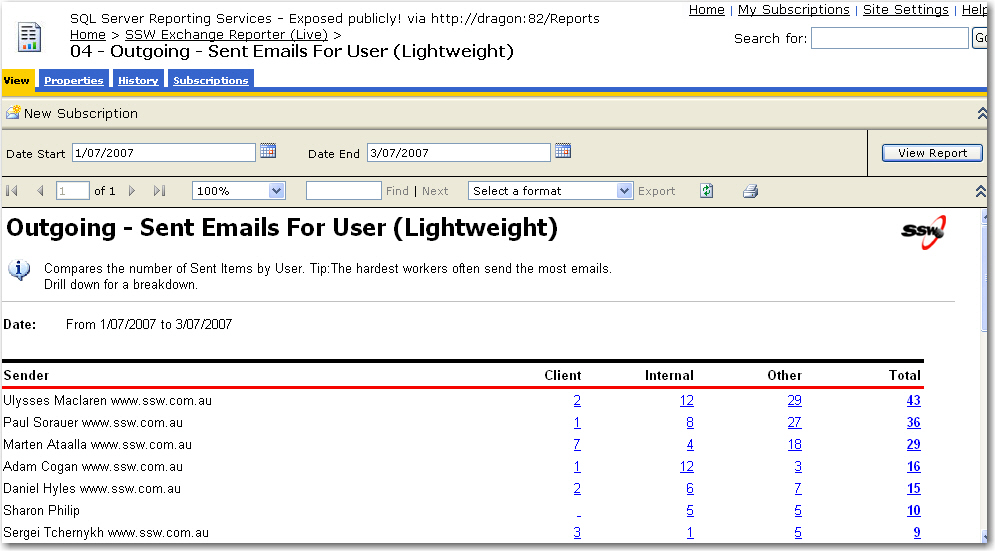 SQL Server Reporting Services - Exposed publicly! via http://dragon:82/Reports
Home | My Subscriptions | Site Settings | Help
Home > SSW Exchange Reporter (Live) >
04 - Outgoing - Sent Emails For User (Lightweight)
Search for:
View Properties History Subscriptions
New Subscription
Date Start 1/07/2007 Date End 3/07/2007 View Report
1 of 1 100% Find | Next Select a format Export
Outgoing - Sent Emails For User (Lightweight)
SSW
Compares the number of Sent Items by User. Tip:The hardest workers often send the most emails.
Drill down for a breakdown.
Date: From 1/07/2007 to 3/07/2007
Sender Client Internal Other Total
Ulysses Maclaren www.ssw.com.au 2 12 29 43
Paul Sorauer www.ssw.com.au 1 8 27 36
Marten Ataalla www.ssw.com.au 7 4 18 29
Adam Cogan www.ssw.com.au 1 12 3 16
Daniel Hyles www.ssw.com.au 2 6 7 15
Sharon Philip 5 5 10
Sergei Tchernykh www.ssw.com.au 3 1 5 9